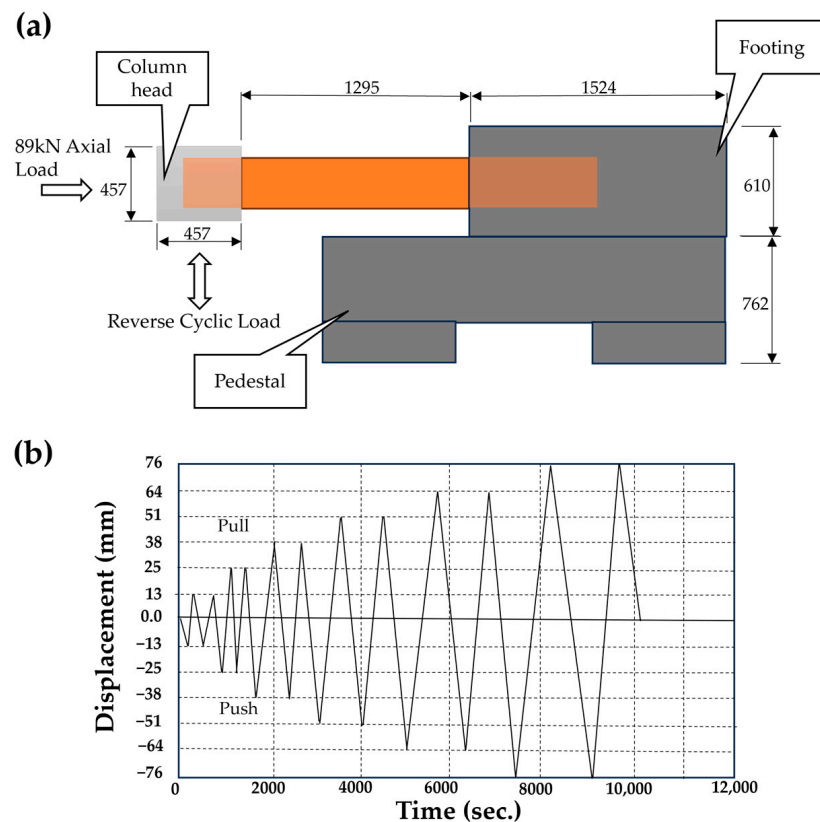 (a)
Column
head
Footing
1295
1524
89kN Axial
Load
457
610
457
Reverse Cyclic Load
762
Pedestal
(b)
Displacement (mm)
76
64
51
38
25
13
0.0
−13
−25
−38
−51
−64
−76
Pull
Push
0
2000
4000
6000
8000
10,000
12,000
Time (sec.)